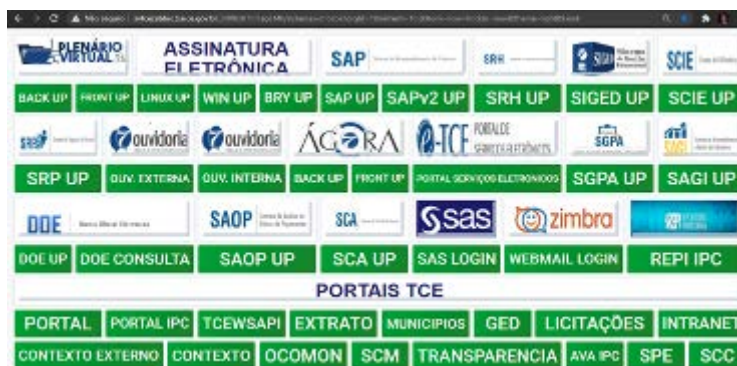 Não seguro
PLENÁRIO VIRTUAL
ASSINATURA ELETRÔNICA
SAP
SRH
SIGED
SCIE
BACK UP FRONT UP LINUX UP WIN UP BRY UP SAP UP SAPv2 UP SRH UP SIGED UP SCIE UP
ouvidoria ouvidoria ÁGORA e-TCE PORTAL DE SERVIÇOS ELETRÔNICOS SGPA SAGI
SRP UP OUV. EXTERNA OUV. INTERNA BACK UP FRONT UP PORTAL SERVIÇOS ELETRONICOS SGPA UP SAGI UP
DOE SAOP SCA sas zimbra
DOE UP DOE CONSULTA SAOP UP SCA UP SAS LOGIN WEBMAIL LOGIN REPI IPC
PORTAIS TCE
PORTAL PORTAL IPC TCEWSAPI EXTRATO MUNICIPIOS GED LICITAÇÕES INTRANET
CONTEXTO EXTERNO CONTEXTO OCOMON SCM TRANSPARENCIA AVA IPC SPE SCC